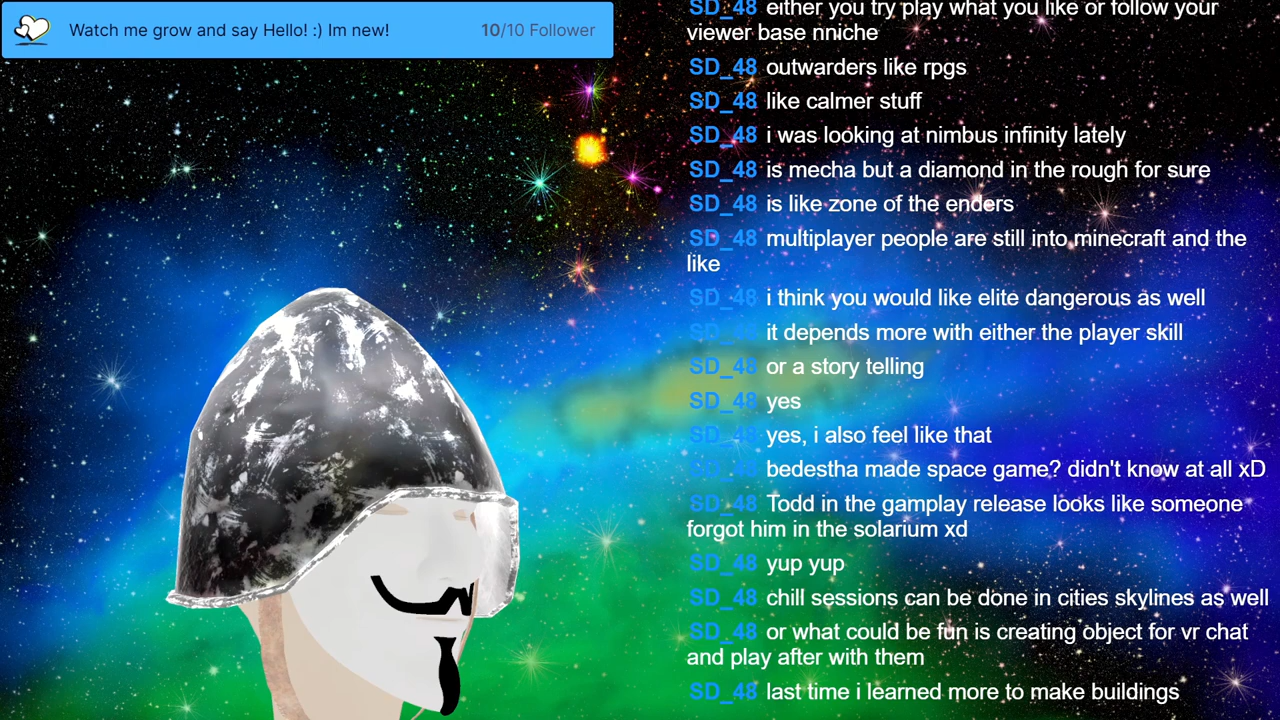 Watch me grow and say Hello! :) Im new! 10/10 Follower
SD_48 either you try play what you like or follow your
viewer base nniche
SD_48 outwarders like rpgs
SD_48 like calmer stuff
SD_48 i was looking at nimbus infinity lately
SD_48 is mecha but a diamond in the rough for sure
SD_48 is like zone of the enders
SD_48 multiplayer people are still into minecraft and the
like
SD_48 i think you would like elite dangerous as well
SD_48 it depends more with either the player skill
SD_48 or a story telling
SD_48 yes
SD_48 yes, i also feel like that
SD_48 bedestha made space game? didn't know at all xD
SD_48 Todd in the gamplay release looks like someone
forgot him in the solarium xd
SD_48 yup yup
SD_48 chill sessions can be done in cities skylines as well
SD_48 or what could be fun is creating object for vr chat
and play after with them
SD_48 last time i learned more to make buildings